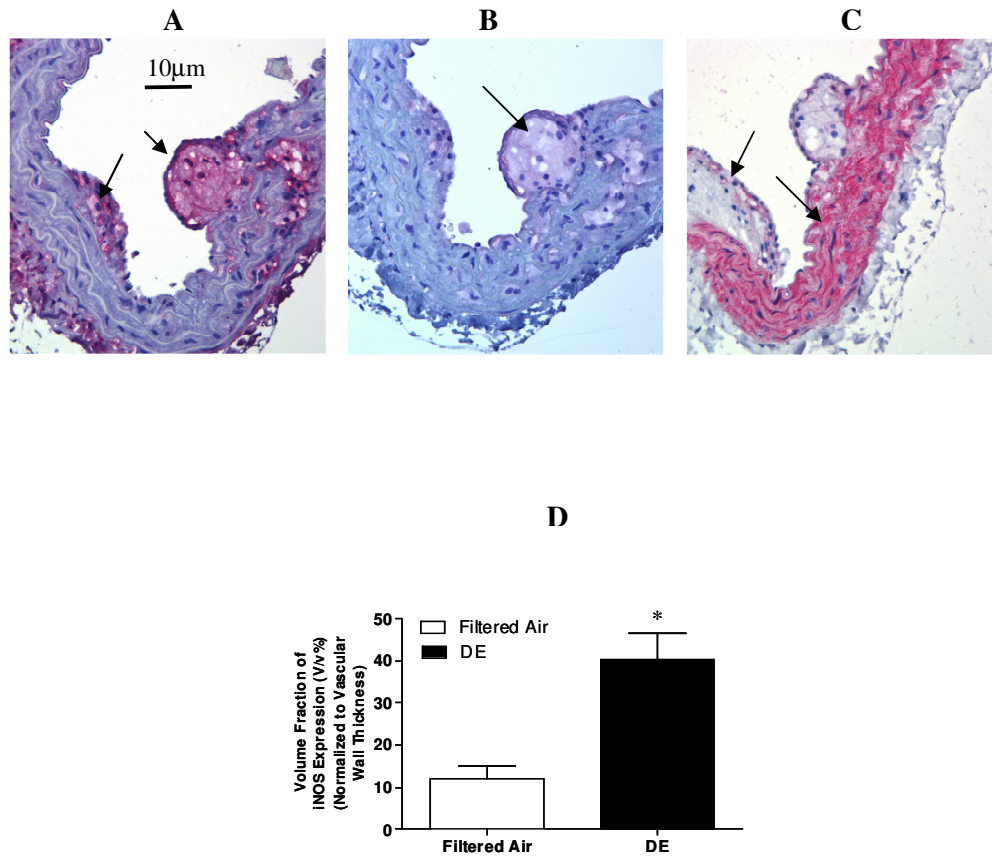 A
B
C
10µm
D
Volume Fraction of
iNOS Expression (V/v%)
(Normalized to Vascular
Wall Thickness)
50
40
30
20
10
0
Filtered Air
DE
*
Filtered Air
DE